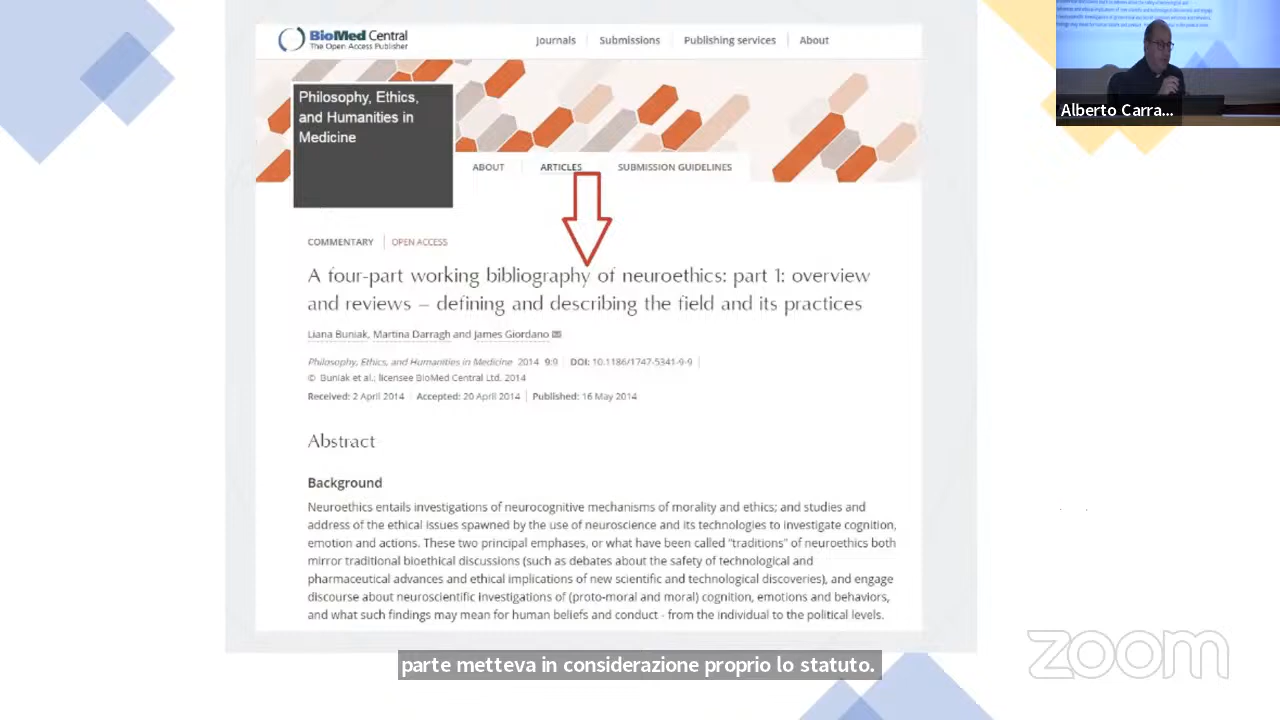 BioMed Central
The Open Access Publisher
Journals
Submissions
Publishing services
About
Philosophy, Ethics,
and Humanities in
Medicine
ABOUT
ARTICLES
SUBMISSION GUIDELINES
COMMENTARY
OPEN ACCESS
A four-part working bibliography of neuroethics: part 1: overview
and reviews – defining and describing the field and its practices
Liana Buniak, Martina Darragh and James Giordano
Philosophy, Ethics, and Humanities in Medicine 2014 9:9 DOI: 10.1186/1747-5341-9-9
© Buniak et al.; licensee BioMed Central Ltd. 2014
Received: 2 April 2014 Accepted: 20 April 2014 Published: 16 May 2014
Abstract
Background
Neuroethics entails investigations of neurocognitive mechanisms of morality and ethics; and studies and
address of the ethical issues spawned by the use of neuroscience and its technologies to investigate cognition,
emotion and actions. These two principal emphases, or what have been called “traditions” of neuroethics both
mirror traditional bioethical discussions (such as debates about the safety of technological and
pharmaceutical advances and ethical implications of new scientific and technological discoveries), and engage
discourse about neuroscientific investigations of (proto-moral and moral) cognition, emotions and behaviors,
and what such findings may mean for human beliefs and conduct - from the individual to the political levels.
Alberto Carra...
parte metteva in considerazione proprio lo statuto.
zoom